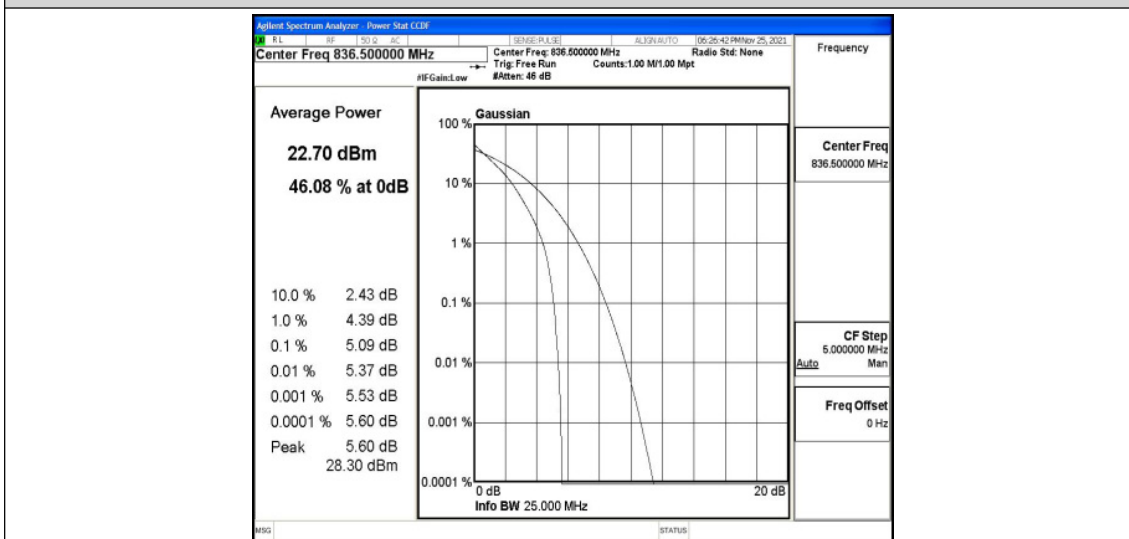 Agilent Spectrum Analyzer - Power Stat CCDF
RL RF 50 Ω AC SENSE:PULSE ALIGN AUTO 06:26:42 PM Nov 25, 2021
Center Freq 836.500000 MHz
Center Freq: 836.500000 MHz Radio Std: None
Trig: Free Run Counts:1.00 M/1.00 Mpt
#IFGain:Low #Atten: 46 dB
Frequency
Average Power
22.70 dBm
46.08 % at 0dB
10.0 % 2.43 dB
1.0 % 4.39 dB
0.1 % 5.09 dB
0.01 % 5.37 dB
0.001 % 5.53 dB
0.0001 % 5.60 dB
Peak 5.60 dB
28.30 dBm
Gaussian
100 %
10 %
1 %
0.1 %
0.01 %
0.001 %
0.0001 %
0 dB 20 dB
Info BW 25.000 MHz
Center Freq
836.500000 MHz
CF Step
5.000000 MHz
Auto Man
Freq Offset
0 Hz
MSG STATUS